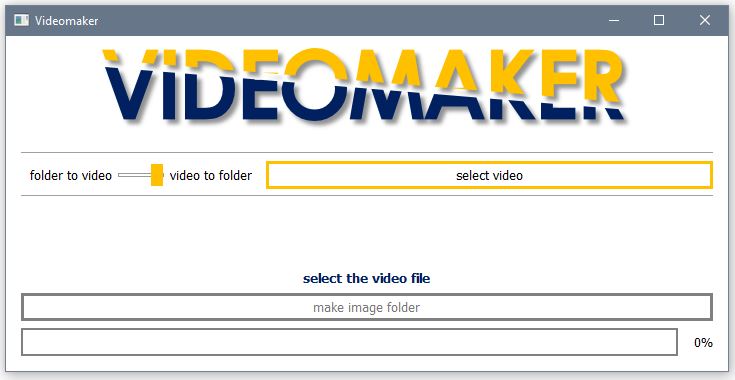 Videomaker
VIDEOMAKER
folder to video video to folder select video
select the video file
make image folder
0%